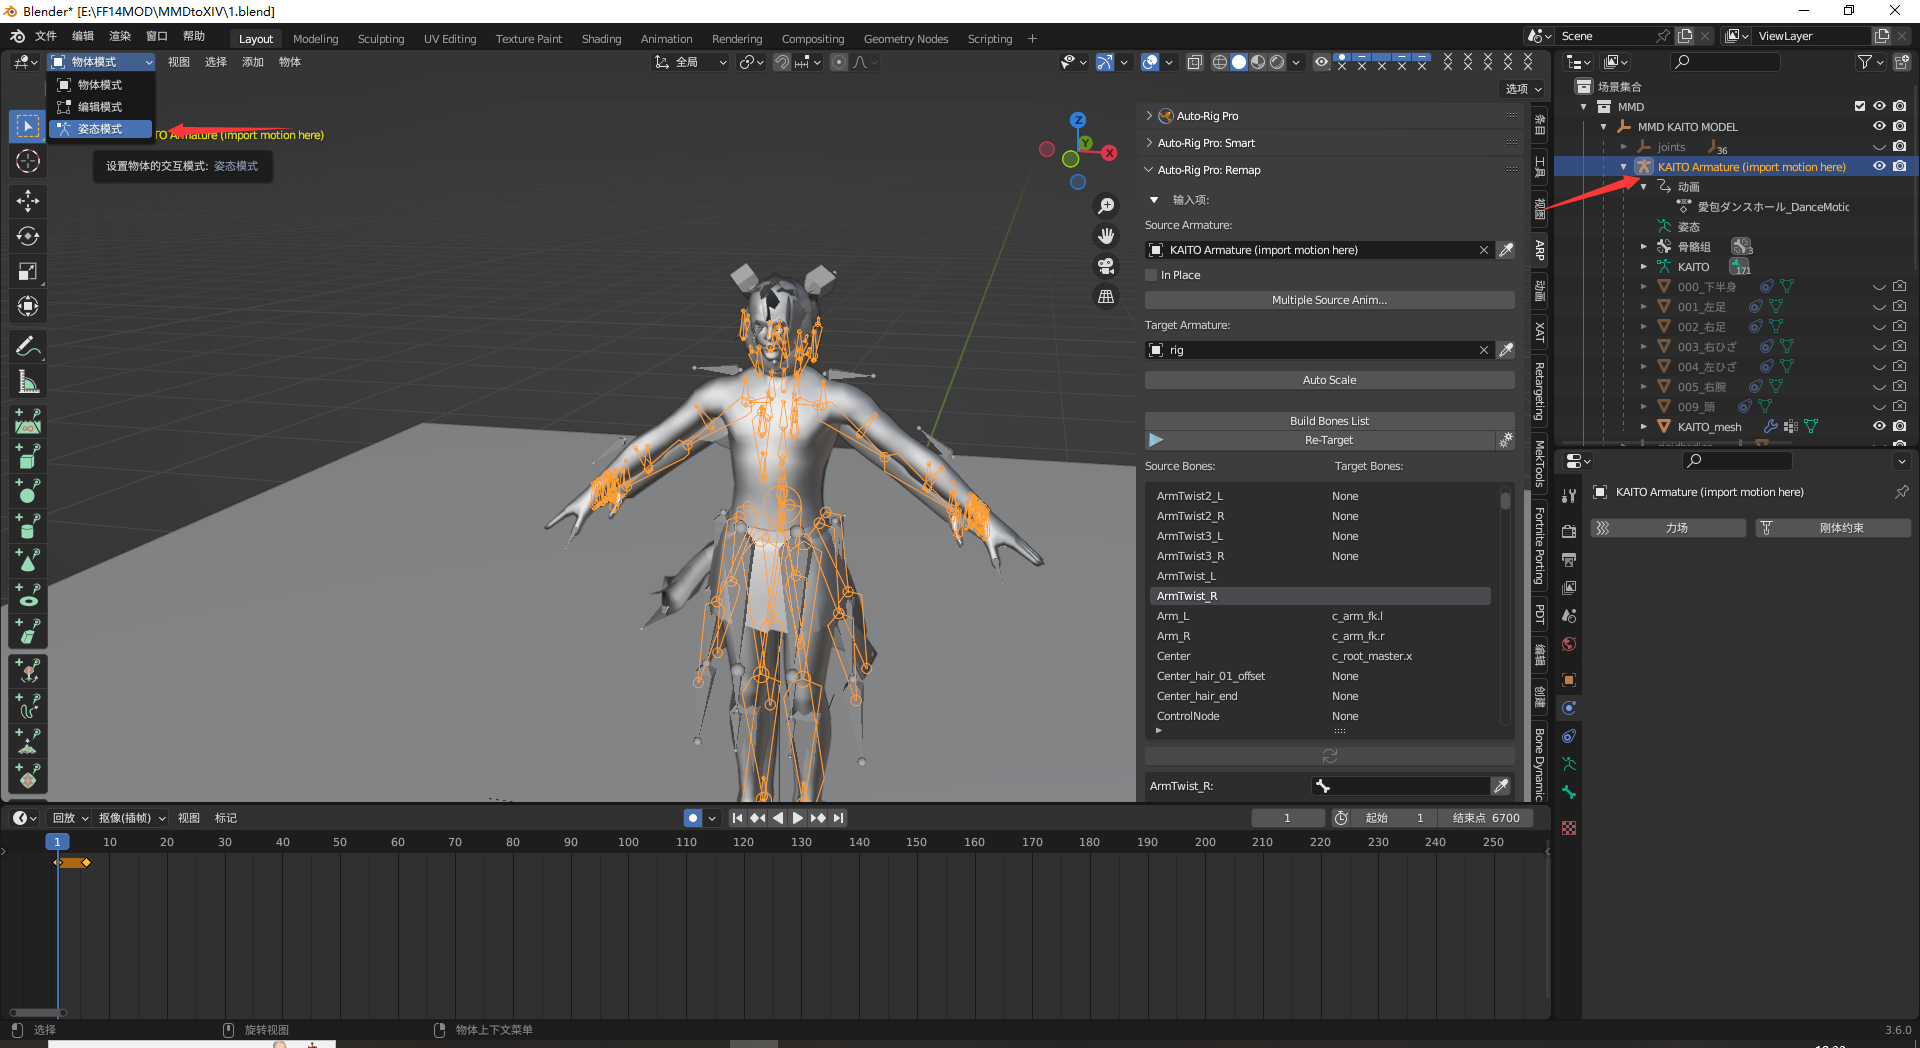 Blender* [E:\FF14MOD\MMDtoXIV\1.blend]
文件 编辑 渲染 窗口 帮助 Layout Modeling Sculpting UV Editing Texture Paint Shading Animation Rendering Compositing Geometry Nodes Scripting + Scene ViewLayer
物体模式 视图 选择 添加 物体 全局
选项
物体模式
编辑模式
姿态模式
TO Armature (import motion here)
设置物体的交互模式: 姿态模式
Z
Y
X
Auto-Rig Pro
Auto-Rig Pro: Smart
Auto-Rig Pro: Remap
输入项:
Source Armature:
KAITO Armature (import motion here)
In Place
Multiple Source Anim...
Target Armature:
rig
Auto Scale
Build Bones List
Re-Target
Source Bones: Target Bones:
ArmTwist2_L None
ArmTwist2_R None
ArmTwist3_L None
ArmTwist3_R None
ArmTwist_L
ArmTwist_R
Arm_L c_arm_fk.l
Arm_R c_arm_fk.r
Center c_root_master.x
Center_hair_01_offset None
Center_hair_end None
ControlNode None
ArmTwist_R:
条目
工具
视图
ARP
动画
XAT
Retargeting
MekTools
Fortnite Porting
PDT
编辑
创建
Bone Dynamic
场景集合
MMD
MMD KAITO MODEL
joints 36
KAITO Armature (import motion here)
动画
愛包ダンスホール_DanceMotic
姿态
骨骼组 3
KAITO 171
000_下半身
001_左足
002_右足
003_右ひざ
004_左ひざ
005_右腕
009_頭
KAITO_mesh
KAITO Armature (import motion here)
力场 刚体约束
回放 抠像(插帧) 视图 标记 1 起始 1 结束点 6700
1 10 20 30 40 50 60 70 80 90 100 110 120 130 140 150 160 170 180 190 200 210 220 230 240 250
选择 旋转视图 物体上下文菜单 3.6.0